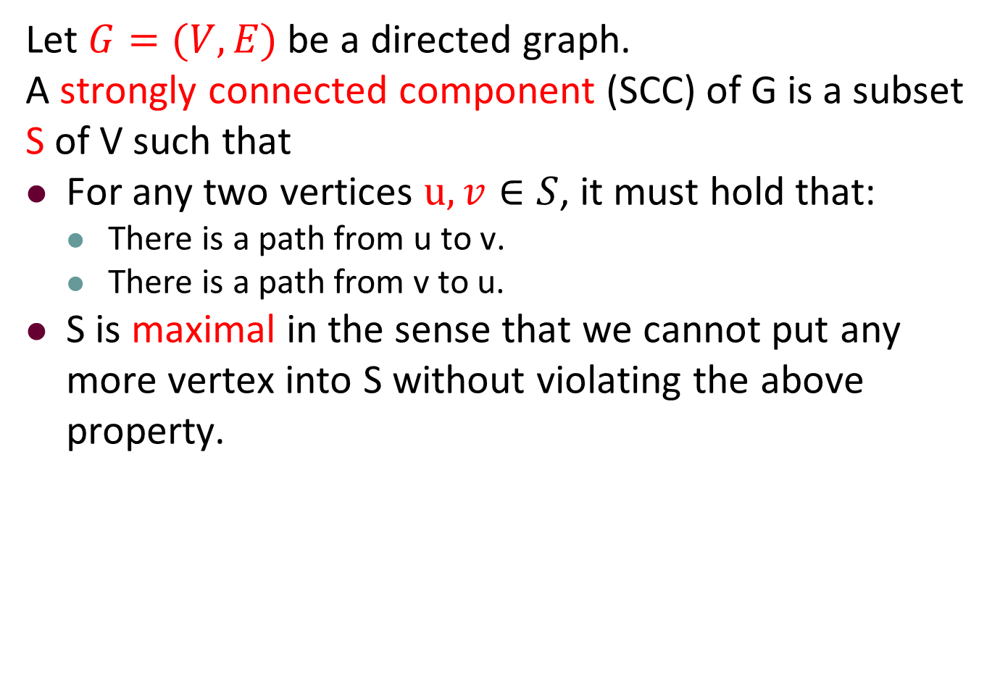 Let G = (V, E) be a directed graph.
A strongly connected component (SCC) of G is a subset
S of V such that
● For any two vertices u, v ∈ S, it must hold that:
● There is a path from u to v.
● There is a path from v to u.
● S is maximal in the sense that we cannot put any
more vertex into S without violating the above
property.